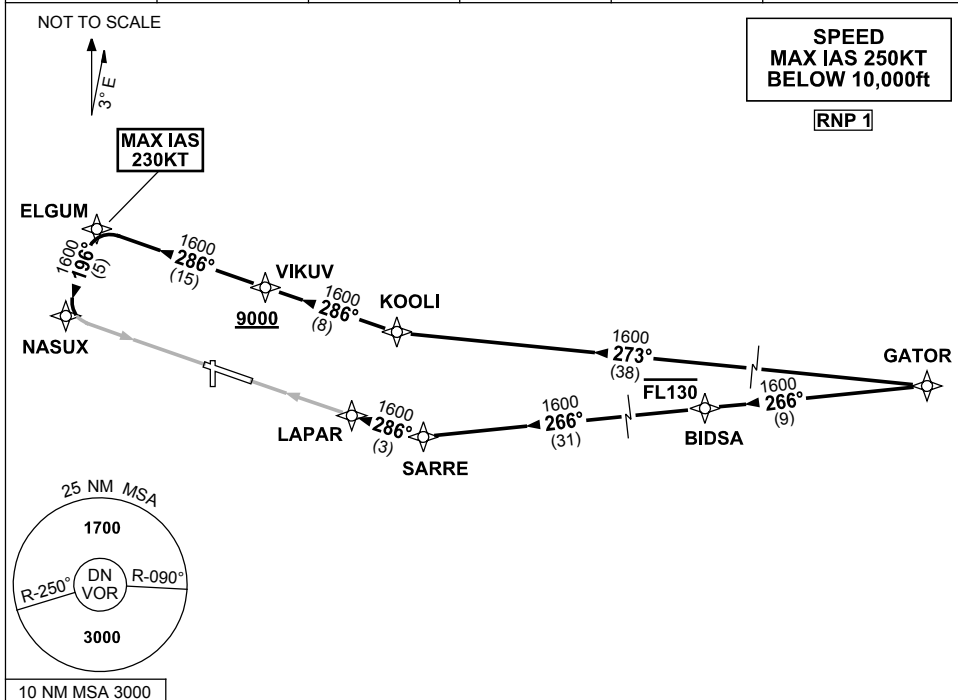 NOT TO SCALE
3° E
SPEED
MAX IAS 250KT
BELOW 10,000ft
RNP 1
MAX IAS
230KT
ELGUM
1600
196°
(5)
1600
286°
(15)
VIKUV
9000
1600
286°
(8)
KOOLI
1600
273°
(38)
GATOR
NASUX
FL130
1600
266°
(9)
BIDSA
1600
266°
(31)
LAPAR
1600
286°
(3)
SARRE
25 NM MSA
1700
R-250°
DN
VOR
R-090°
3000
10 NM MSA 3000